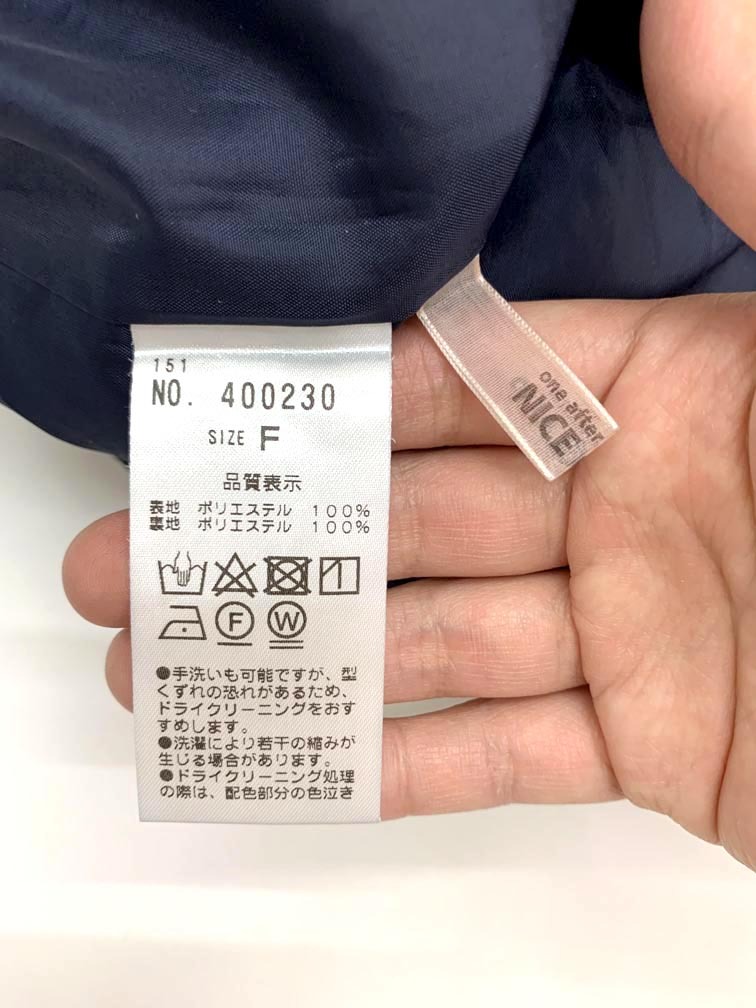 151
NO. 400230
SIZE F
品質表示
表地 ポリエステル 100%
裏地 ポリエステル 100%
F W
●手洗いも可能ですが、型
くずれの恐れがあるため、
ドライクリーニングをおす
すめします。
●洗濯により若干の縮みが
生じる場合があります。
●ドライクリーニング処理
の際は、配色部分の色泣き
one after
NICE